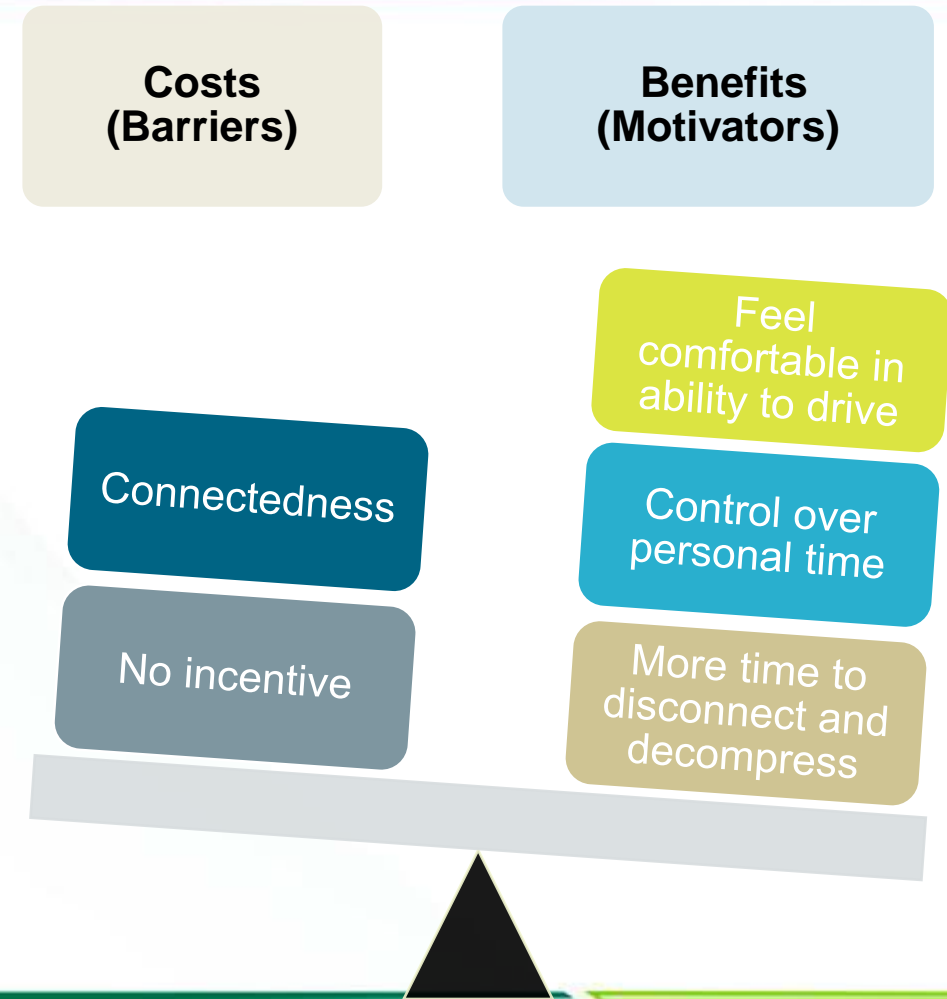 Costs
(Barriers)
Benefits
(Motivators)
Connectedness
No incentive
Feel
comfortable in
ability to drive
Control over
personal time
More time to
disconnect and
decompress